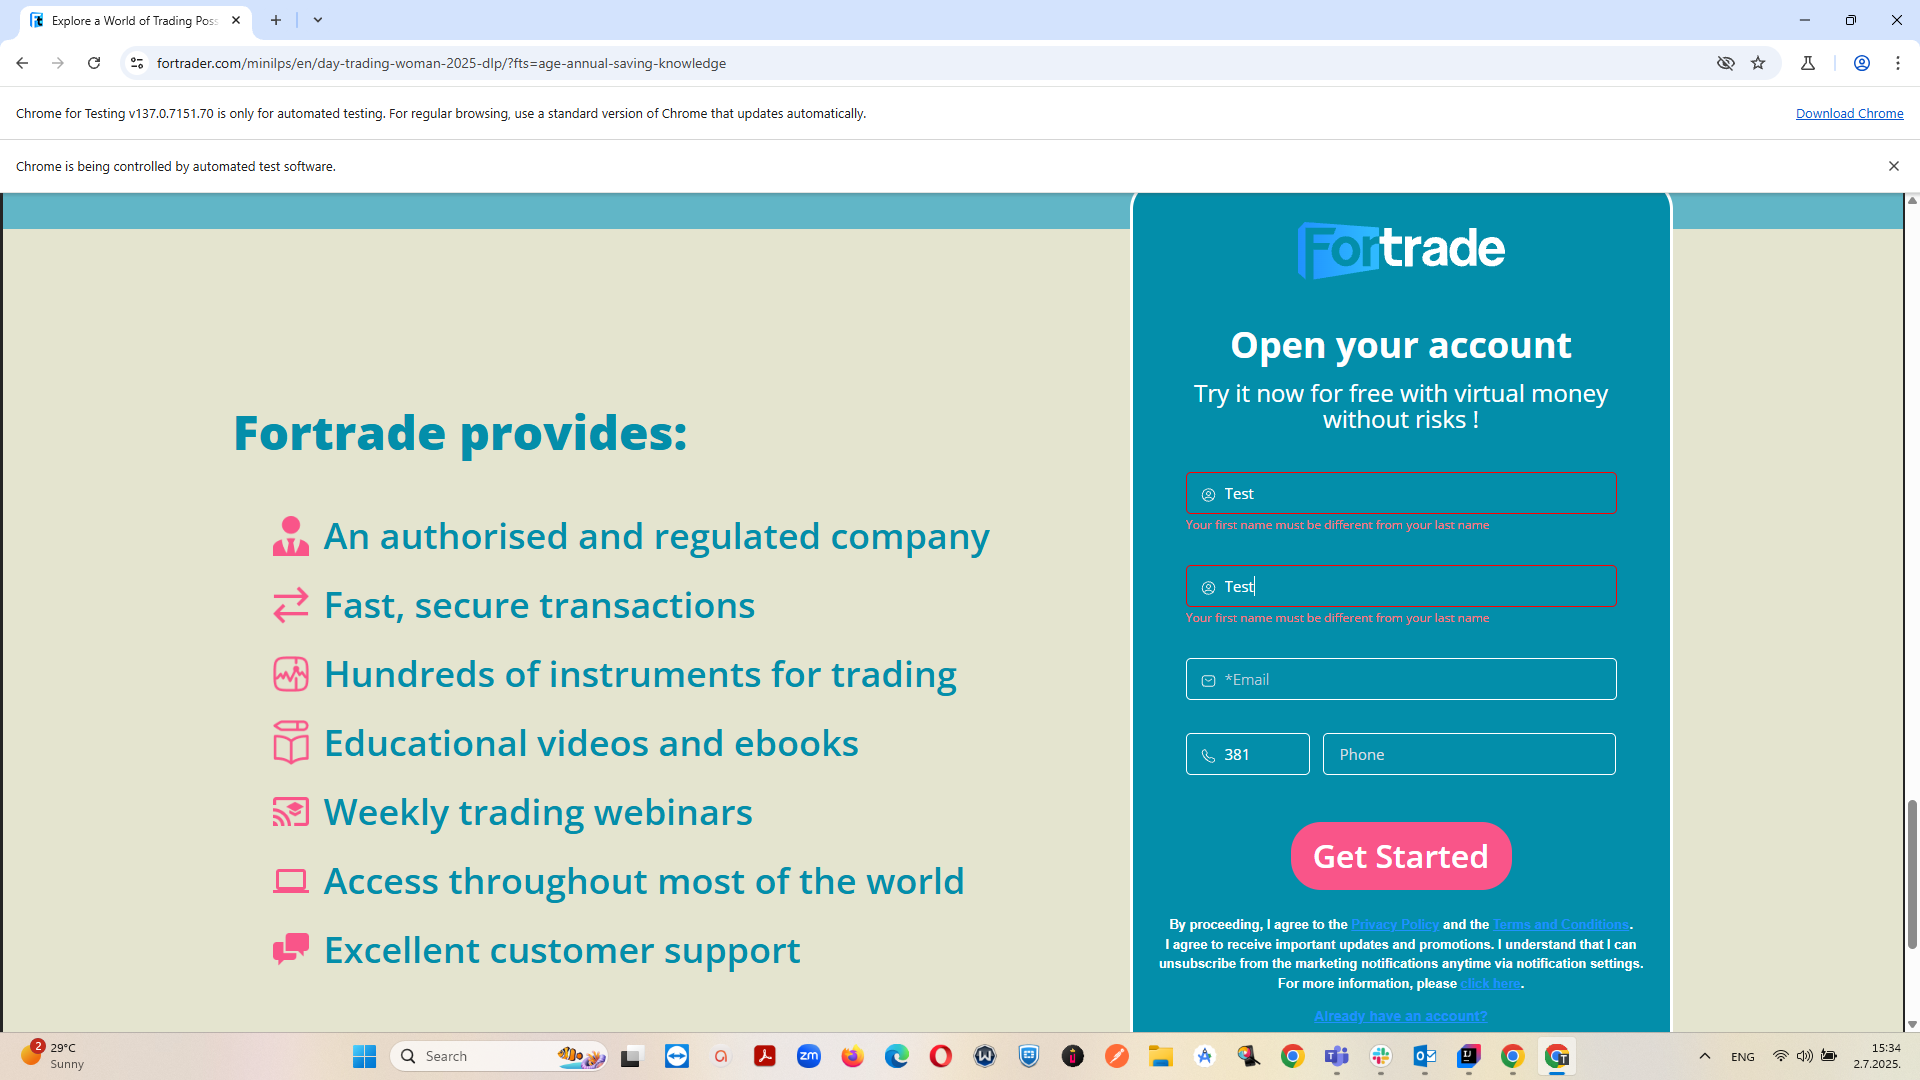 Explore a World of Trading Poss
fortrader.com/minilps/en/day-trading-woman-2025-dlp/?fts=age-annual-saving-knowledge
Chrome for Testing v137.0.7151.70 is only for automated testing. For regular browsing, use a standard version of Chrome that updates automatically.
Download Chrome
Chrome is being controlled by automated test software.
Fortrade
Open your account
Try it now for free with virtual money
without risks !
Fortrade provides:
An authorised and regulated company
Fast, secure transactions
Hundreds of instruments for trading
Educational videos and ebooks
Weekly trading webinars
Access throughout most of the world
Excellent customer support
Test
Your first name must be different from your last name
Test
Your first name must be different from your last name
*Email
381
Phone
Get Started
By proceeding, I agree to the Privacy Policy and the Terms and Conditions.
I agree to receive important updates and promotions. I understand that I can
unsubscribe from the marketing notifications anytime via notification settings.
For more information, please click here.
Already have an account?
2
29°C
Sunny
Search
zm
ENG
15:34
2.7.2025.